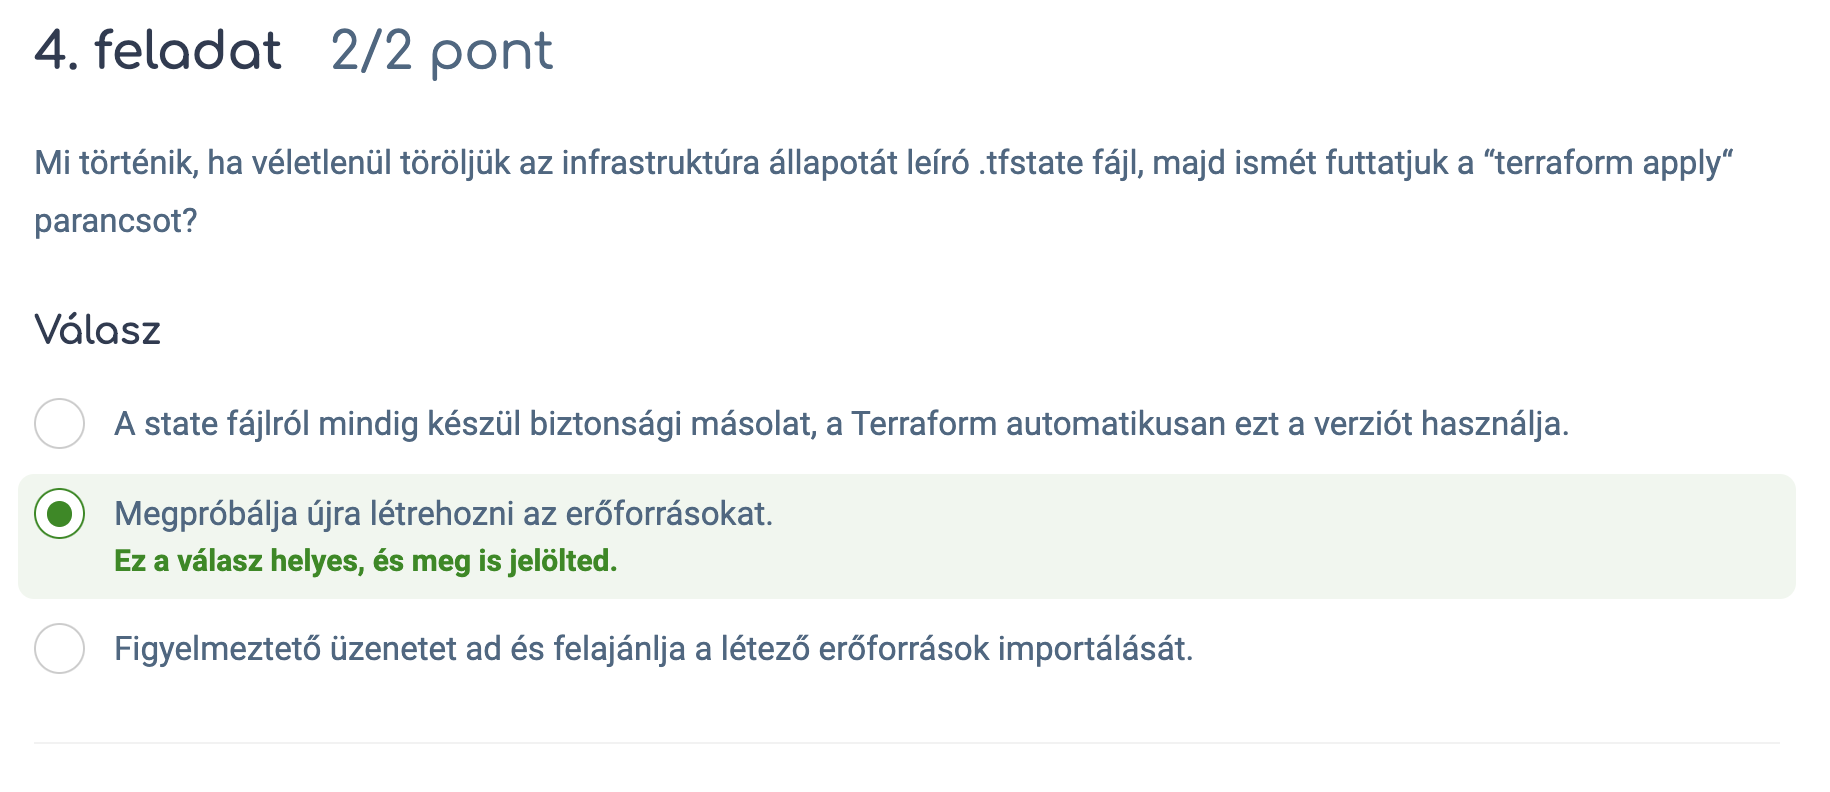 4. feladat 2/2 pont
Mi történik, ha véletlenül töröljük az infrastruktúra állapotát leíró .tfstate fájl, majd ismét futtatjuk a “terraform apply“
parancsot?
Válasz
A state fájlról mindig készül biztonsági másolat, a Terraform automatikusan ezt a verziót használja.
Megpróbálja újra létrehozni az erőforrásokat.
Ez a válasz helyes, és meg is jelölted.
Figyelmeztető üzenetet ad és felajánlja a létező erőforrások importálását.